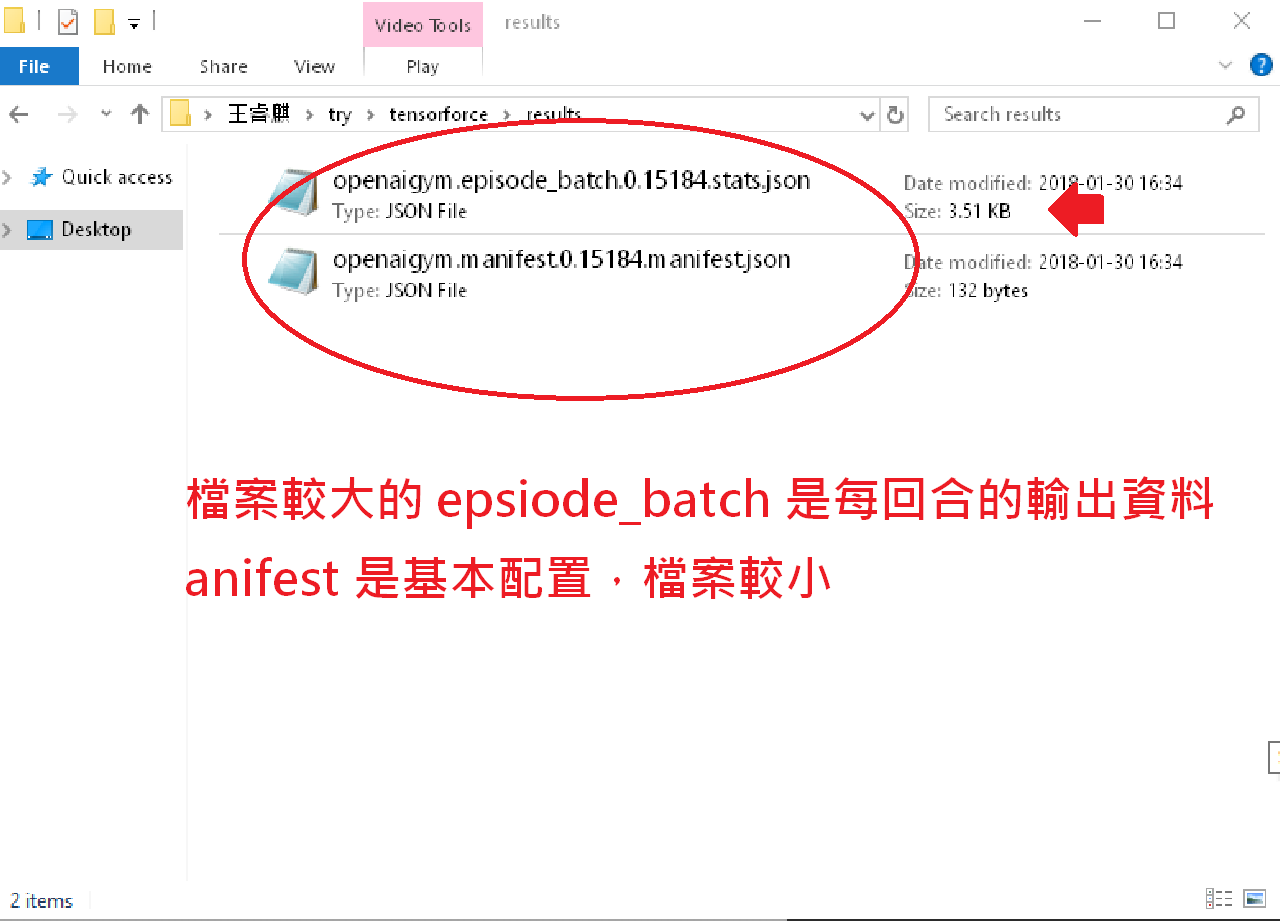 Video Tools
results
File
Home
Share
View
Play
王睿麒
try
tensorforce
results
Search results
Quick access
Desktop
openaigym.episode_batch.0.15184.stats.json
Type: JSON File
Date modified: 2018-01-30 16:34
Size: 3.51 KB
openaigym.manifest.0.15184.manifest.json
Type: JSON File
Date modified: 2018-01-30 16:34
Size: 132 bytes
檔案較大的 epsiode_batch 是每回合的輸出資料
anifest 是基本配置，檔案較小
2 items